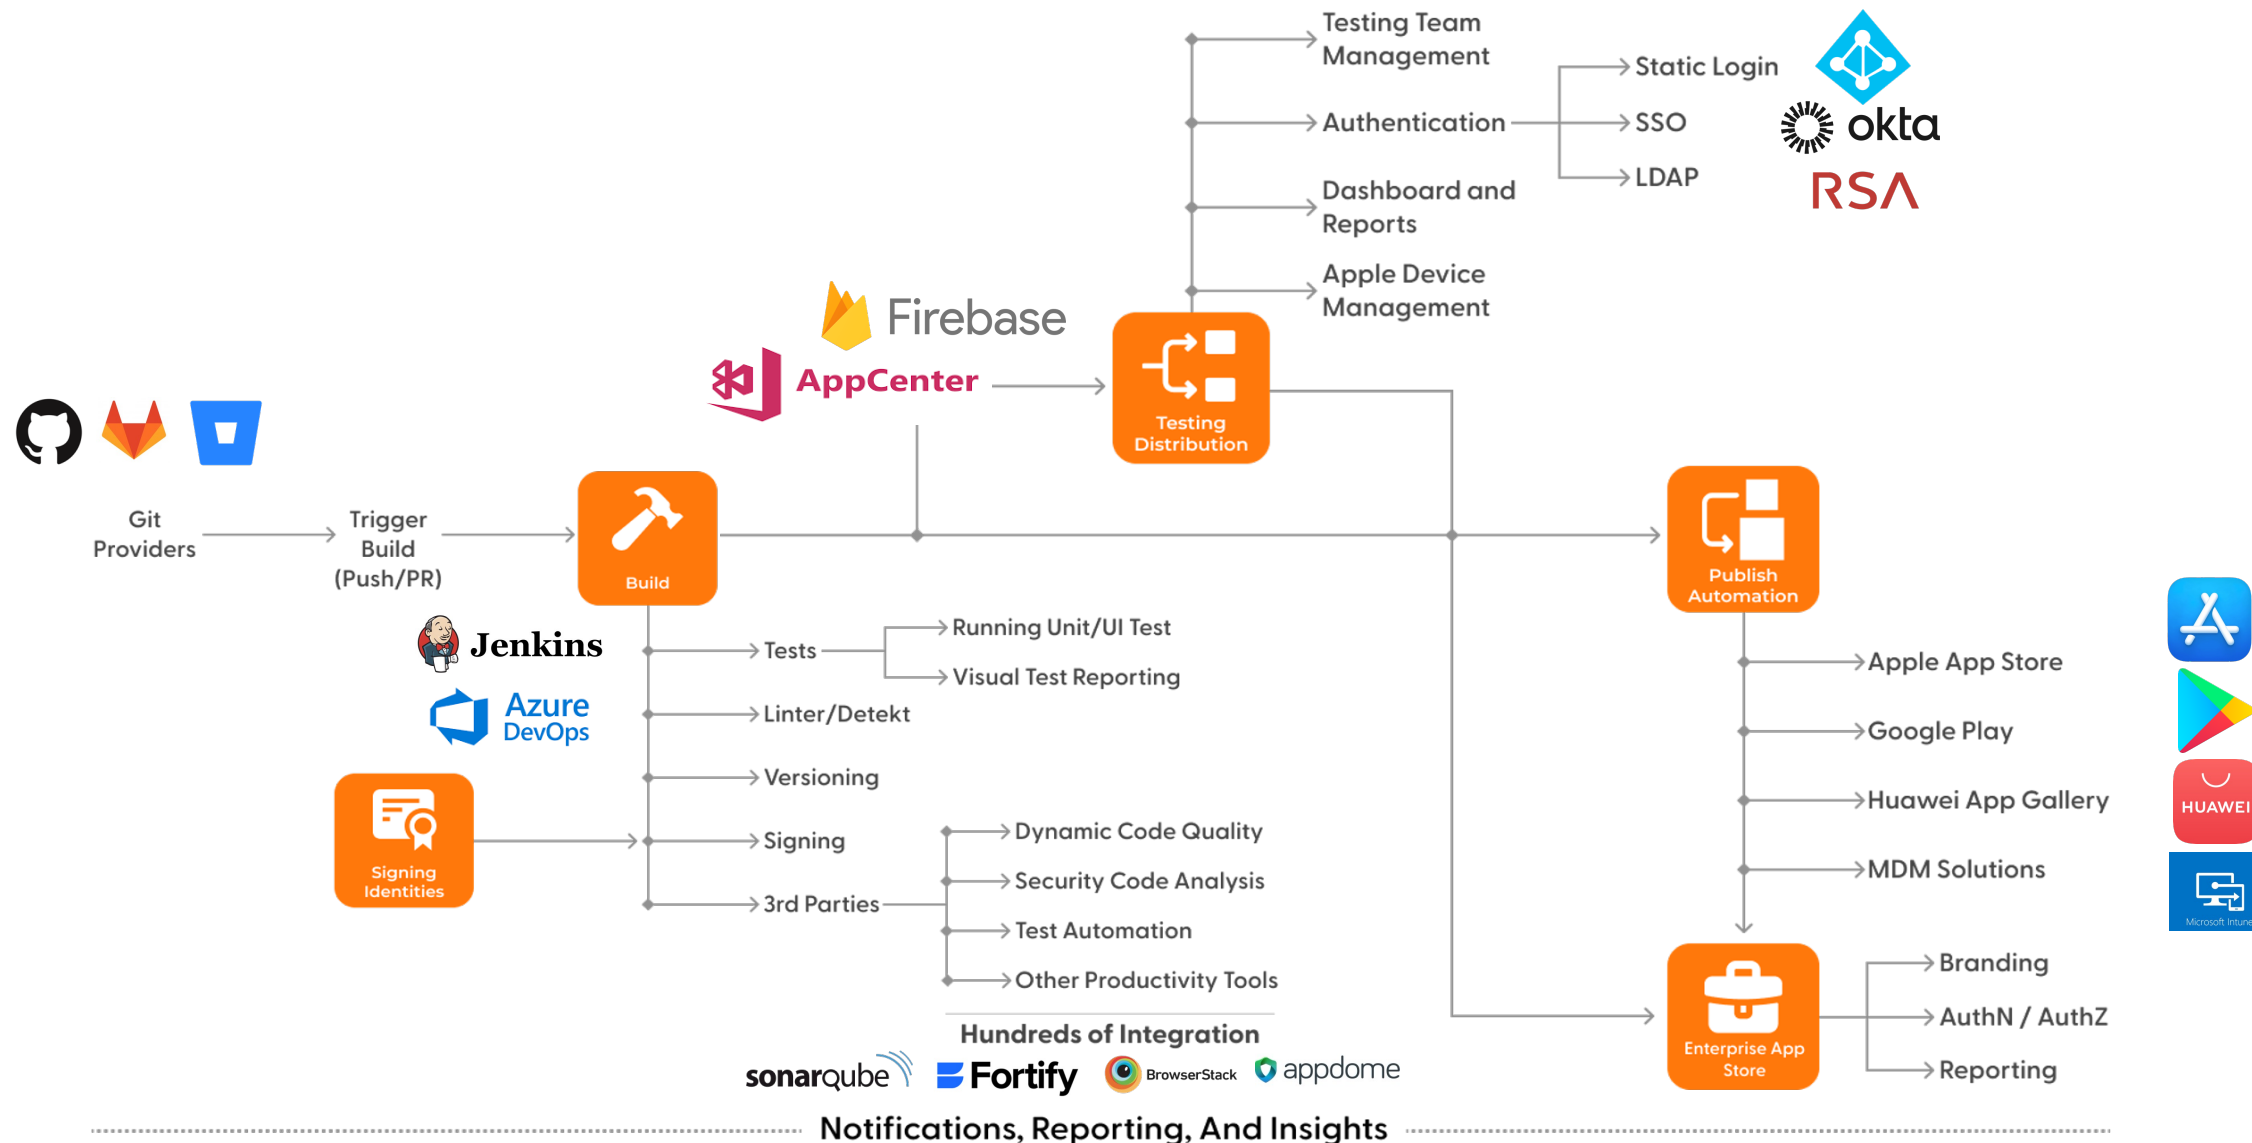 Testing Team
Management
Static Login
Authentication
SSO
okta
LDAP
RSA
Dashboard and
Reports
Apple Device
Management
Firebase
AppCenter
Testing
Distribution
Git
Providers
Trigger
Build
(Push/PR)
Build
Publish
Automation
Jenkins
Azure
DevOps
Tests
Running Unit/UI Test
Visual Test Reporting
Linter/Detekt
Versioning
Signing
3rd Parties
Signing
Identities
Dynamic Code Quality
Security Code Analysis
Test Automation
Other Productivity Tools
Hundreds of Integration
sonarqube
Fortify
BrowserStack
appdome
Apple App Store
Google Play
Huawei App Gallery
HUAWEI
MDM Solutions
Microsoft Intune
Enterprise App
Store
Branding
AuthN / AuthZ
Reporting
Notifications, Reporting, And Insights